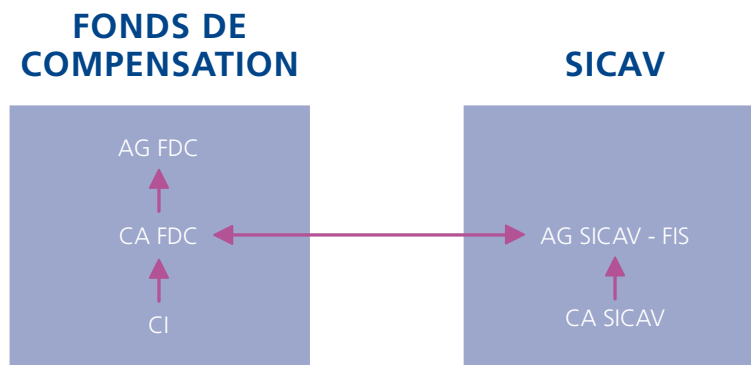 FONDS DE
COMPENSATION
SICAV
AG FDC
CA FDC
AG SICAV - FIS
CI
CA SICAV